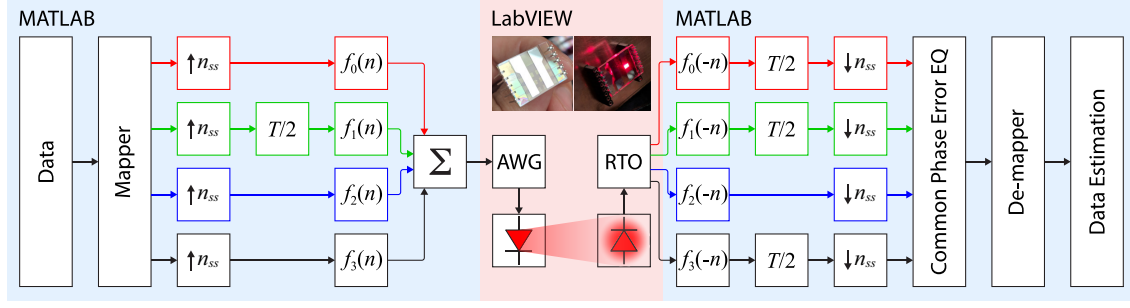 MATLAB
LabVIEW
MATLAB
Data
Mapper
↑ n_ss
f_0(n)
↑ n_ss
T/2
f_1(n)
↑ n_ss
f_2(n)
↑ n_ss
f_3(n)
Σ
AWG
RTO
f_0(-n)
T/2
↓ n_ss
f_1(-n)
T/2
↓ n_ss
f_2(-n)
↓ n_ss
f_3(-n)
T/2
↓ n_ss
Common Phase Error EQ
De-mapper
Data Estimation